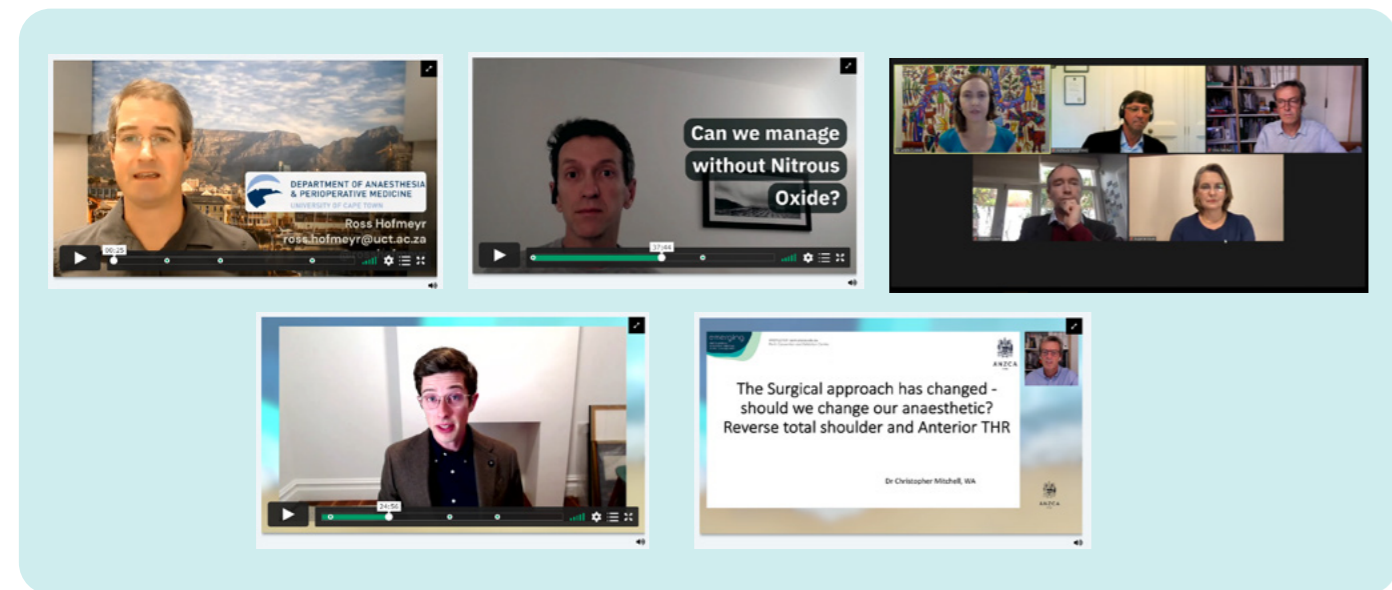 DEPARTMENT OF ANAESTHESIA
& PERIOPERATIVE MEDICINE
UNIVERSITY OF CAPE TOWN
Ross Hofmeyr
ross.hofmeyr@uct.ac.za
00:25
Can we manage
without Nitrous
Oxide?
37:44
24:56
emerging
ANZCA
The Surgical approach has changed -
should we change our anaesthetic?
Reverse total shoulder and Anterior THR
Dr Christopher Mitchell, WA
ANZCA